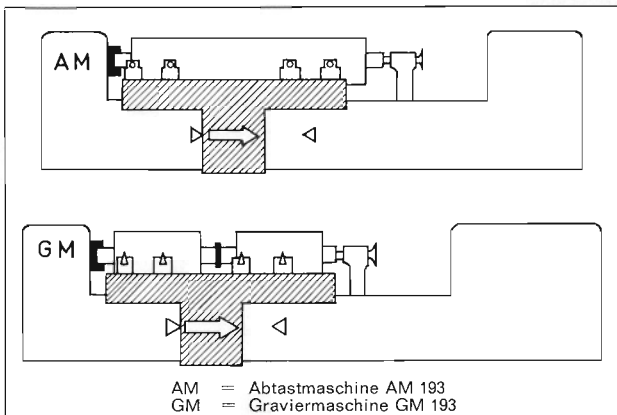 AM
GM
AM = Abtastmaschine AM 193
GM = Graviermaschine GM 193